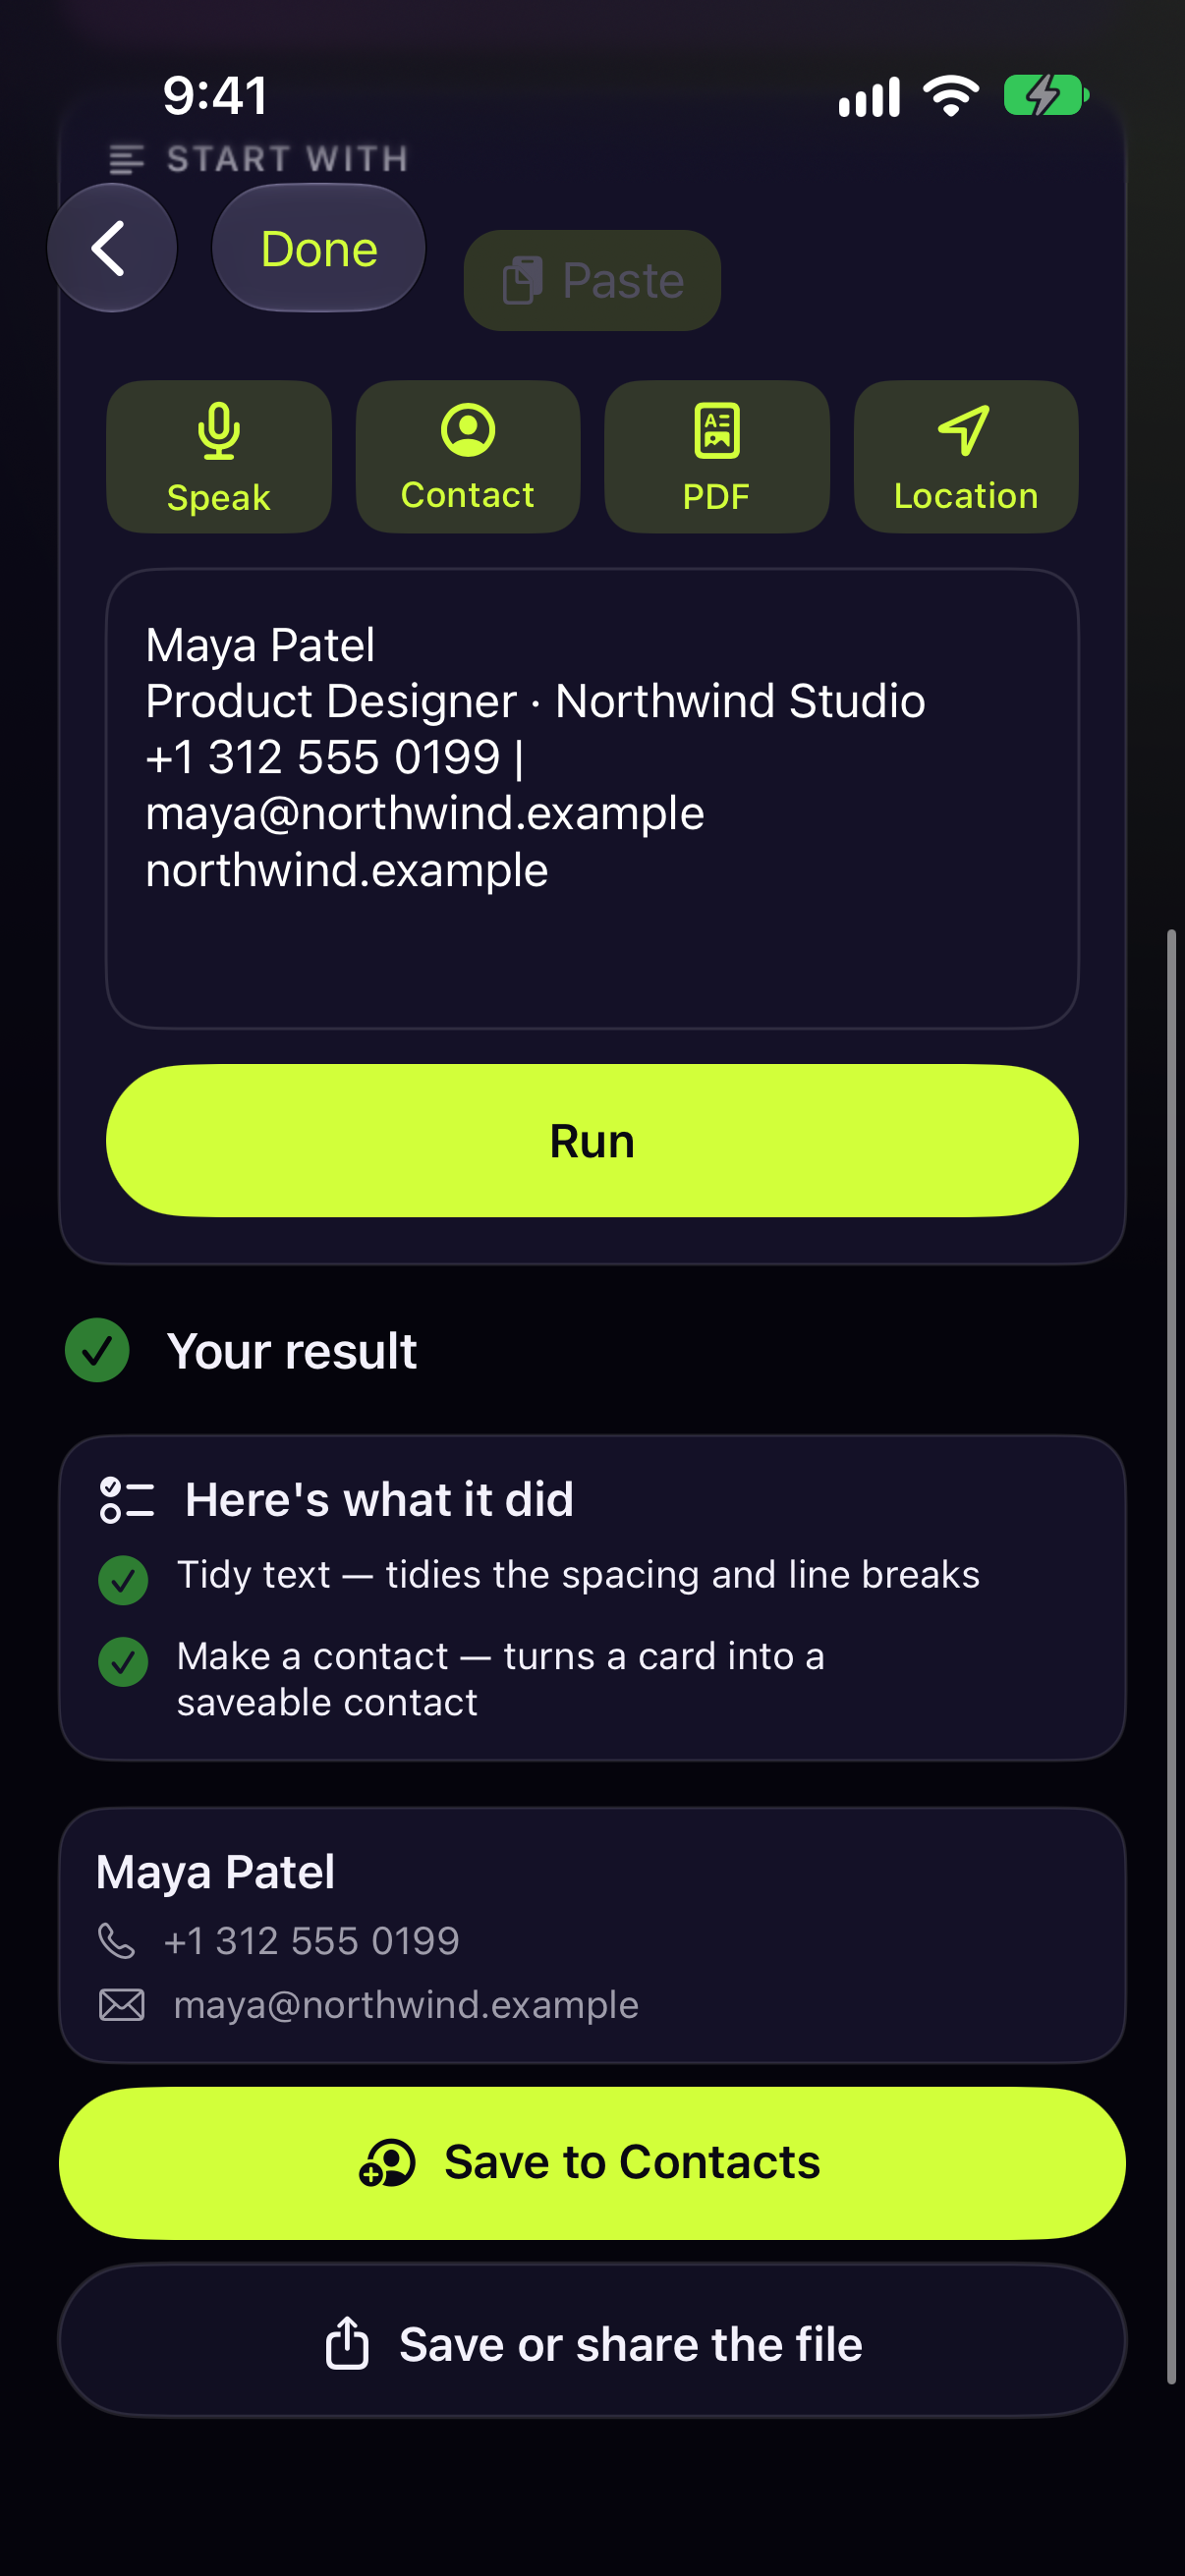 9:41
START WITH
Done
Paste
Speak
Contact
PDF
Location
Maya Patel
Product Designer · Northwind Studio
+1 312 555 0199 |
maya@northwind.example
northwind.example
Run
Your result
Here's what it did
Tidy text — tidies the spacing and line breaks
Make a contact — turns a card into a
saveable contact
Maya Patel
+1 312 555 0199
maya@northwind.example
Save to Contacts
Save or share the file